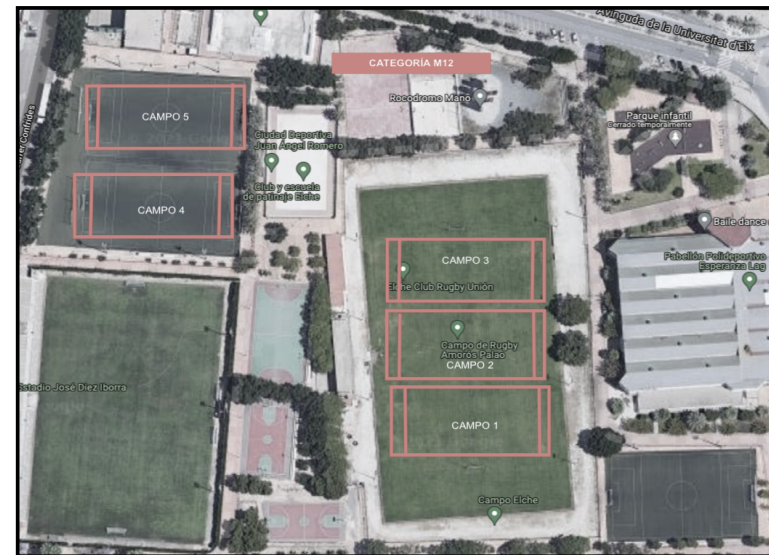 Avinguda de la Universitat d'Elx
CATEGORÍA M12
Rocodromo Mano
Parque infantil
Cerrado temporalmente
CAMPO 5
Ciudad Deportiva
Juan Ángel Romero
Club y escuela
de patinaje Elche
CAMPO 4
Baile dance
Pabellón Polideportivo
Esperanza Lag
CAMPO 3
Elche Club Rugby Unión
Campo de Rugby
Amorós Palao
CAMPO 2
Estadio José Díez Iborra
CAMPO 1
Campo Elche